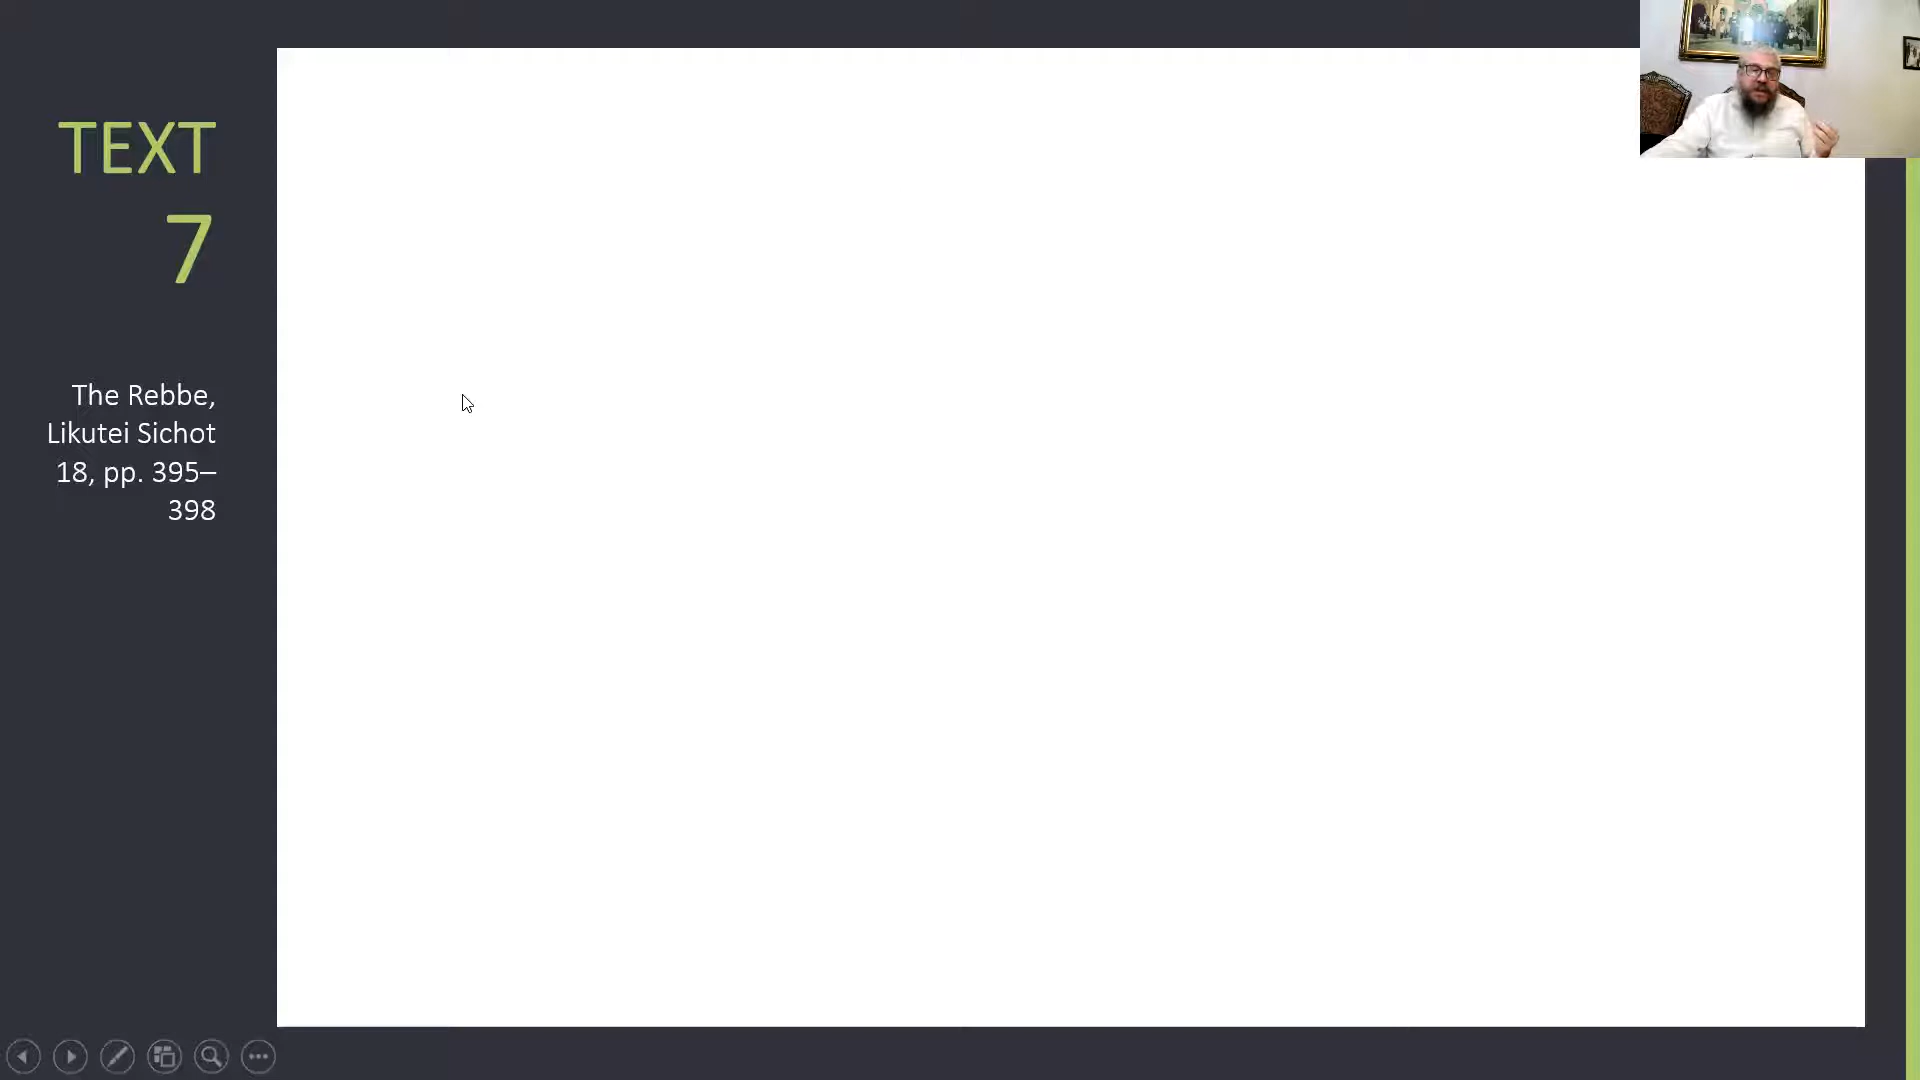 TEXT
7
The Rebbe,
Likutei Sichot
18, pp. 395–
398